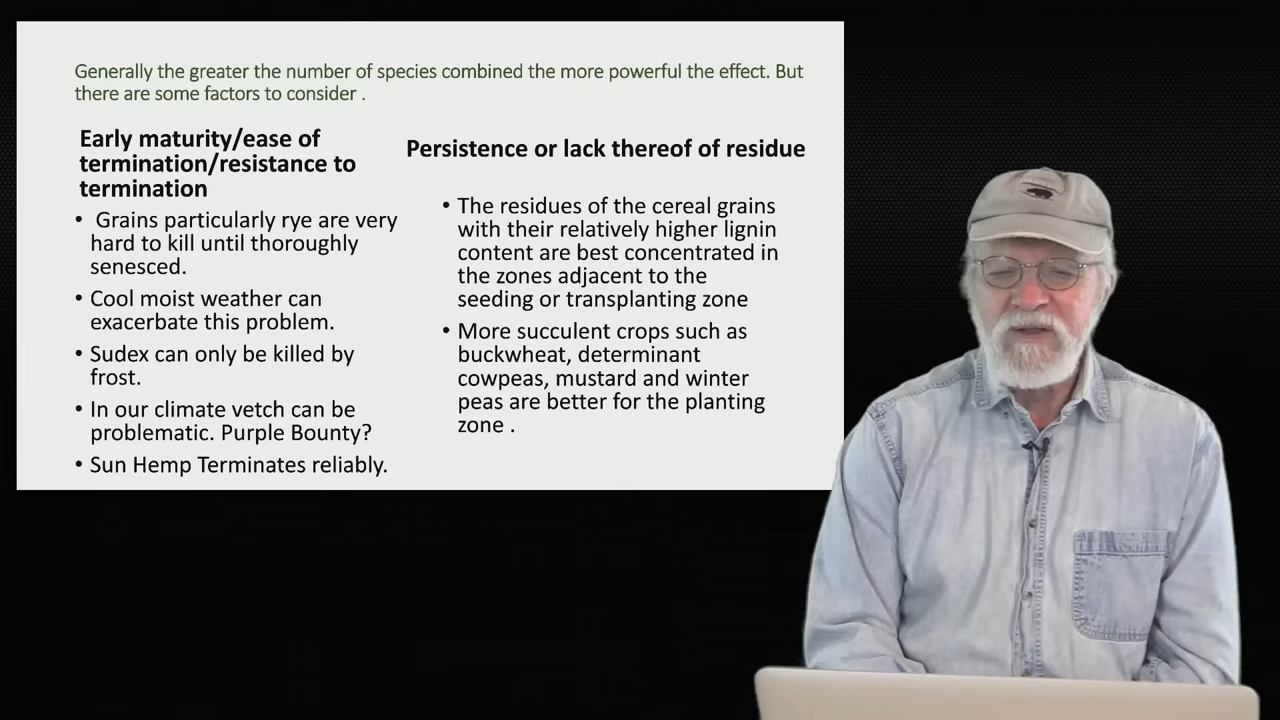 Generally the greater the number of species combined the more powerful the effect. But
there are some factors to consider .
Early maturity/ease of
termination/resistance to
termination
• Grains particularly rye are very
hard to kill until thoroughly
senesced.
• Cool moist weather can
exacerbate this problem.
• Sudex can only be killed by
frost.
• In our climate vetch can be
problematic. Purple Bounty?
• Sun Hemp Terminates reliably.
Persistence or lack thereof of residue
• The residues of the cereal grains
with their relatively higher lignin
content are best concentrated in
the zones adjacent to the
seeding or transplanting zone
• More succulent crops such as
buckwheat, determinant
cowpeas, mustard and winter
peas are better for the planting
zone .